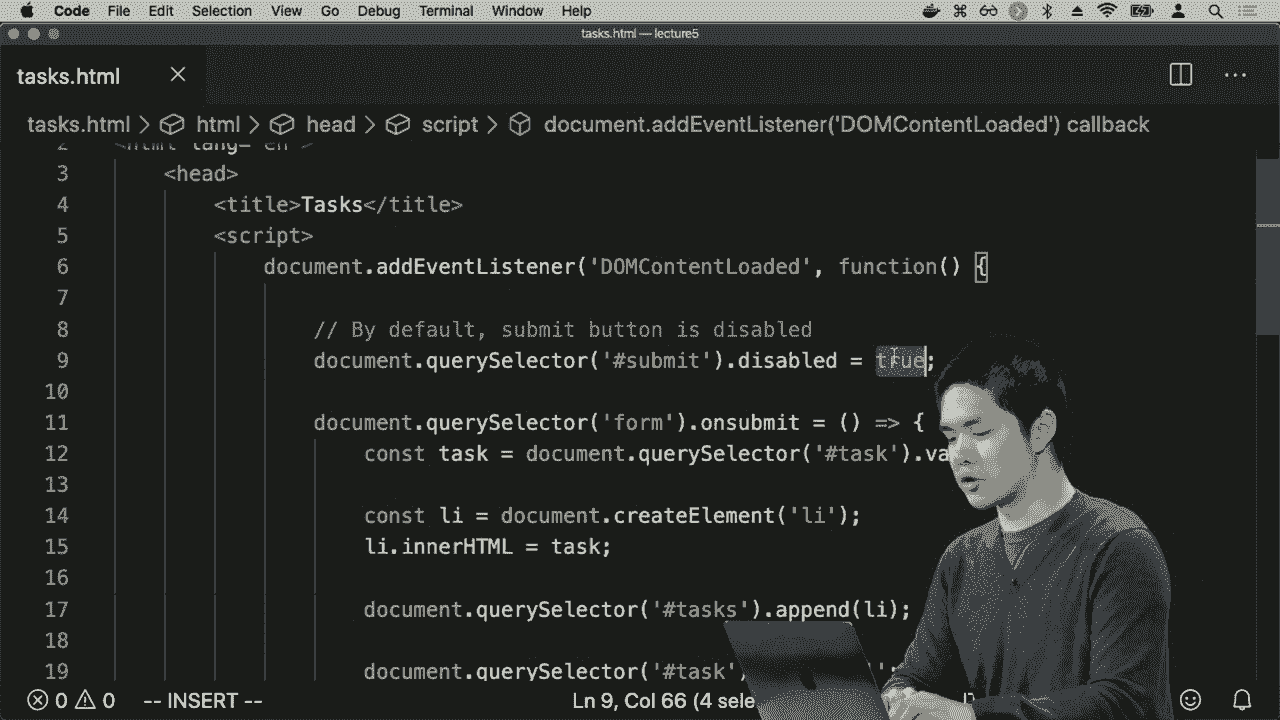 Code File Edit Selection View Go Debug Terminal Window Help
tasks.html — lecture5
tasks.html
tasks.html > html > head > script > document.addEventListener('DOMContentLoaded') callback
2 <html lang="en">
3 <head>
4 <title>Tasks</title>
5 <script>
6 document.addEventListener('DOMContentLoaded', function() {
7
8 // By default, submit button is disabled
9 document.querySelector('#submit').disabled = true;
10
11 document.querySelector('form').onsubmit = () => {
12 const task = document.querySelector('#task').va
13
14 const li = document.createElement('li');
15 li.innerHTML = task;
16
17 document.querySelector('#tasks').append(li);
18
19 document.querySelector('#task'
0 0 -- INSERT -- Ln 9, Col 66 (4 sele